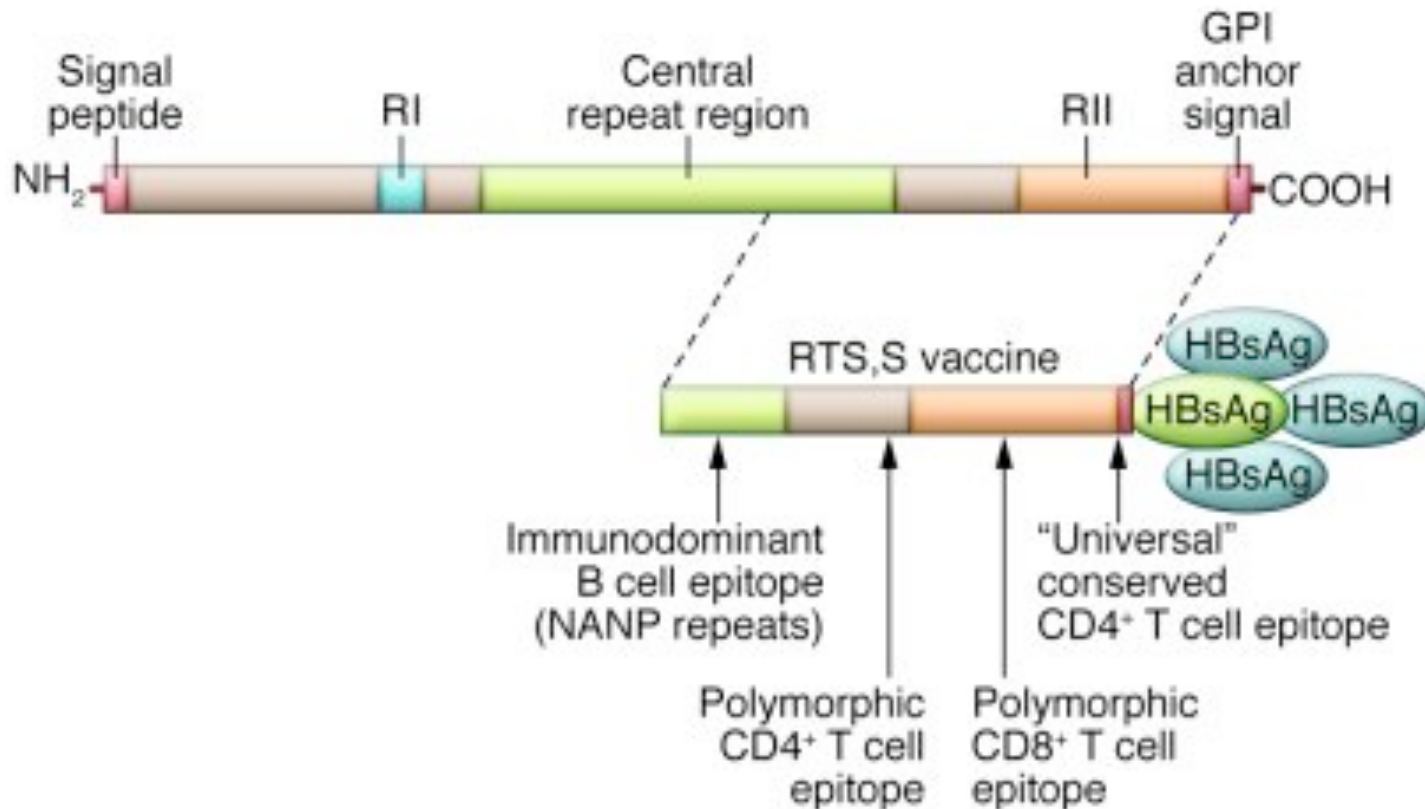 Signal
peptide
RI
Central
repeat region
RII
GPI
anchor
signal
NH₂
COOH
RTS,S vaccine
HBsAg
HBsAg
HBsAg
HBsAg
Immunodominant
B cell epitope
(NANP repeats)
"Universal"
conserved
CD4⁺ T cell epitope
Polymorphic
CD4⁺ T cell
epitope
Polymorphic
CD8⁺ T cell
epitope